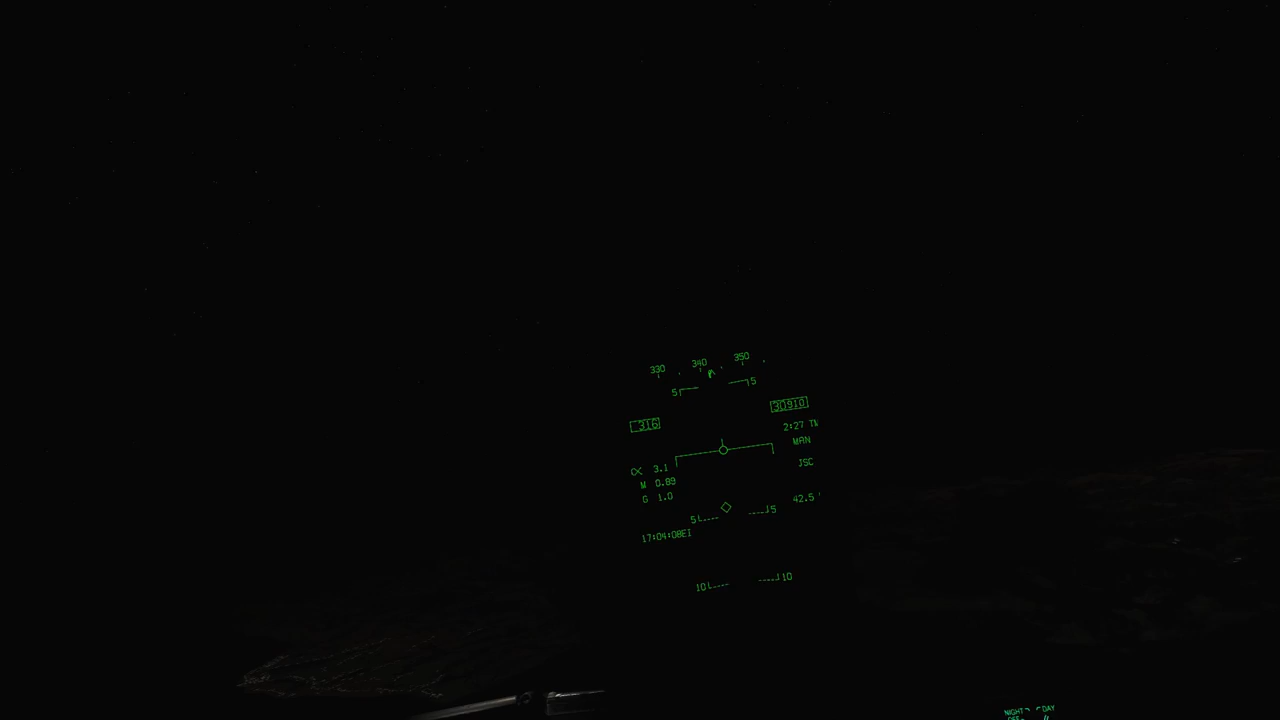 330 340 350
5 5
316 30910
2:27
MAN
α 3.1 JSC
M 0.89
G 1.0 42.5
5 5
17:04:08
10 10
NIGHT DAY